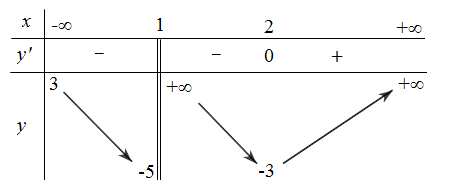 x -∞ 1 2 +∞
y' − − 0 +
3 +∞ +∞
y
-5 -3